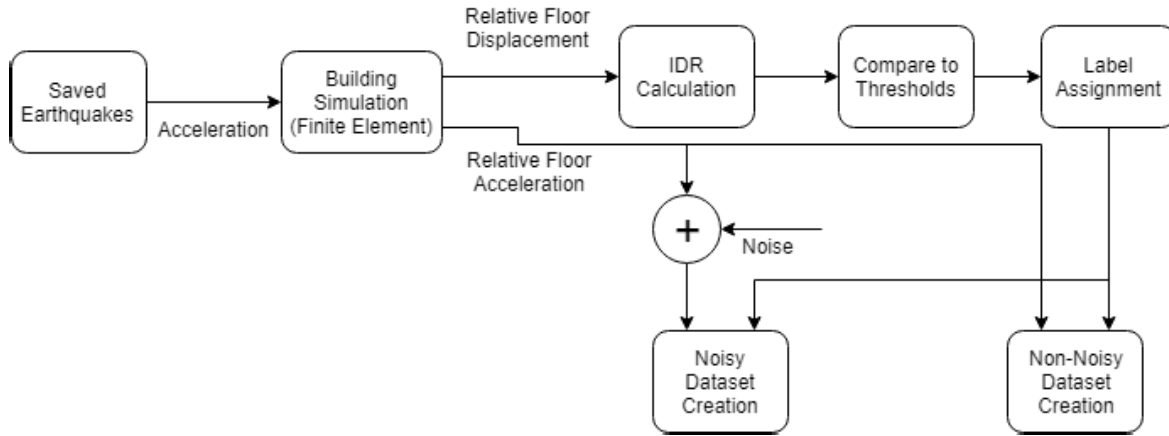 Relative Floor
Displacement
Saved
Earthquakes
Acceleration
Building
Simulation
(Finite Element)
IDR
Calculation
Compare to
Thresholds
Label
Assignment
Relative Floor
Acceleration
+
Noise
Noisy
Dataset
Creation
Non-Noisy
Dataset
Creation